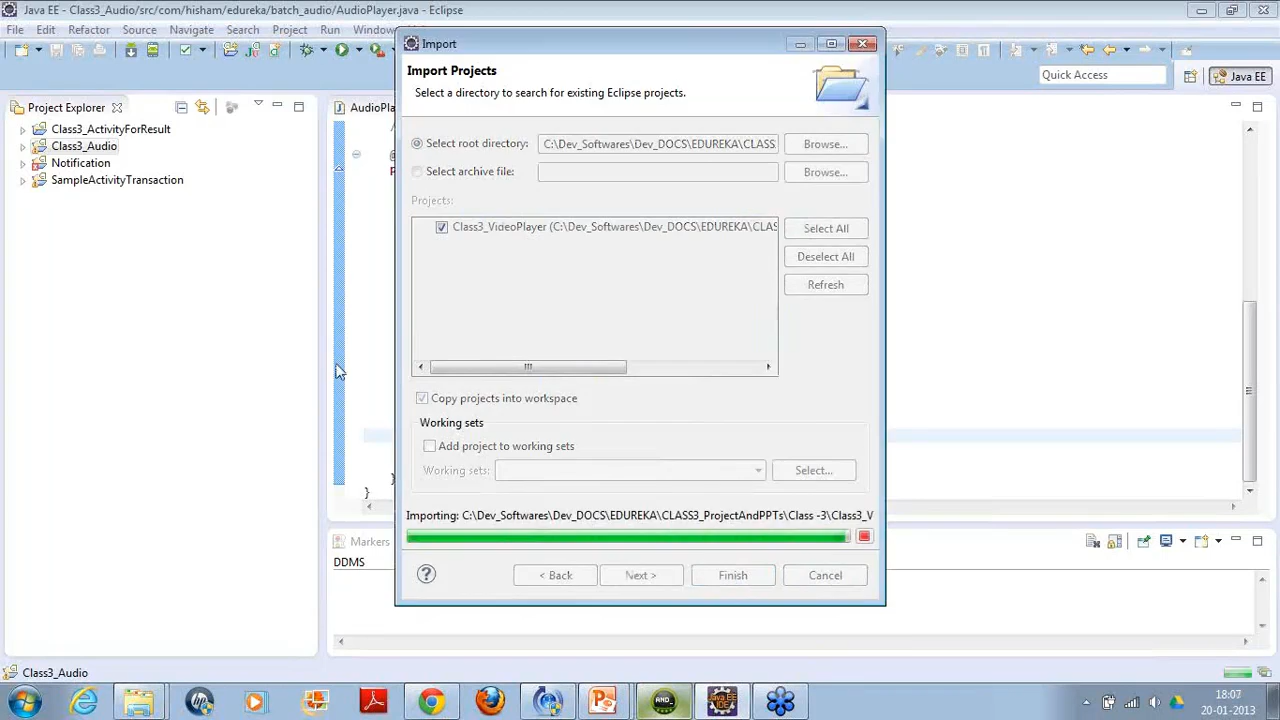 Java EE - Class3_Audio/src/com/hisham/edureka/batch_audio/AudioPlayer.java - Eclipse
File Edit Refactor Source Navigate Search Project Run Window
Quick Access
Java EE
Import
Import Projects
Select a directory to search for existing Eclipse projects.
Project Explorer
AudioPla
Class3_ActivityForResult
Class3_Audio
Notification
SampleActivityTransaction
Select root directory: C:\Dev_Softwares\Dev_DOCS\EDUREKA\CLASS Browse...
Select archive file: Browse...
Projects:
Class3_VideoPlayer (C:\Dev_Softwares\Dev_DOCS\EDUREKA\CLAS
Select All
Deselect All
Refresh
Copy projects into workspace
Working sets
Add project to working sets
Working sets: Select...
}
}
Importing: C:\Dev_Softwares\Dev_DOCS\EDUREKA\CLASS3_ProjectAndPPTs\Class -3\Class3_V
< Back Next > Finish Cancel
Markers
DDMS
Class3_Audio
18:07
20-01-2013